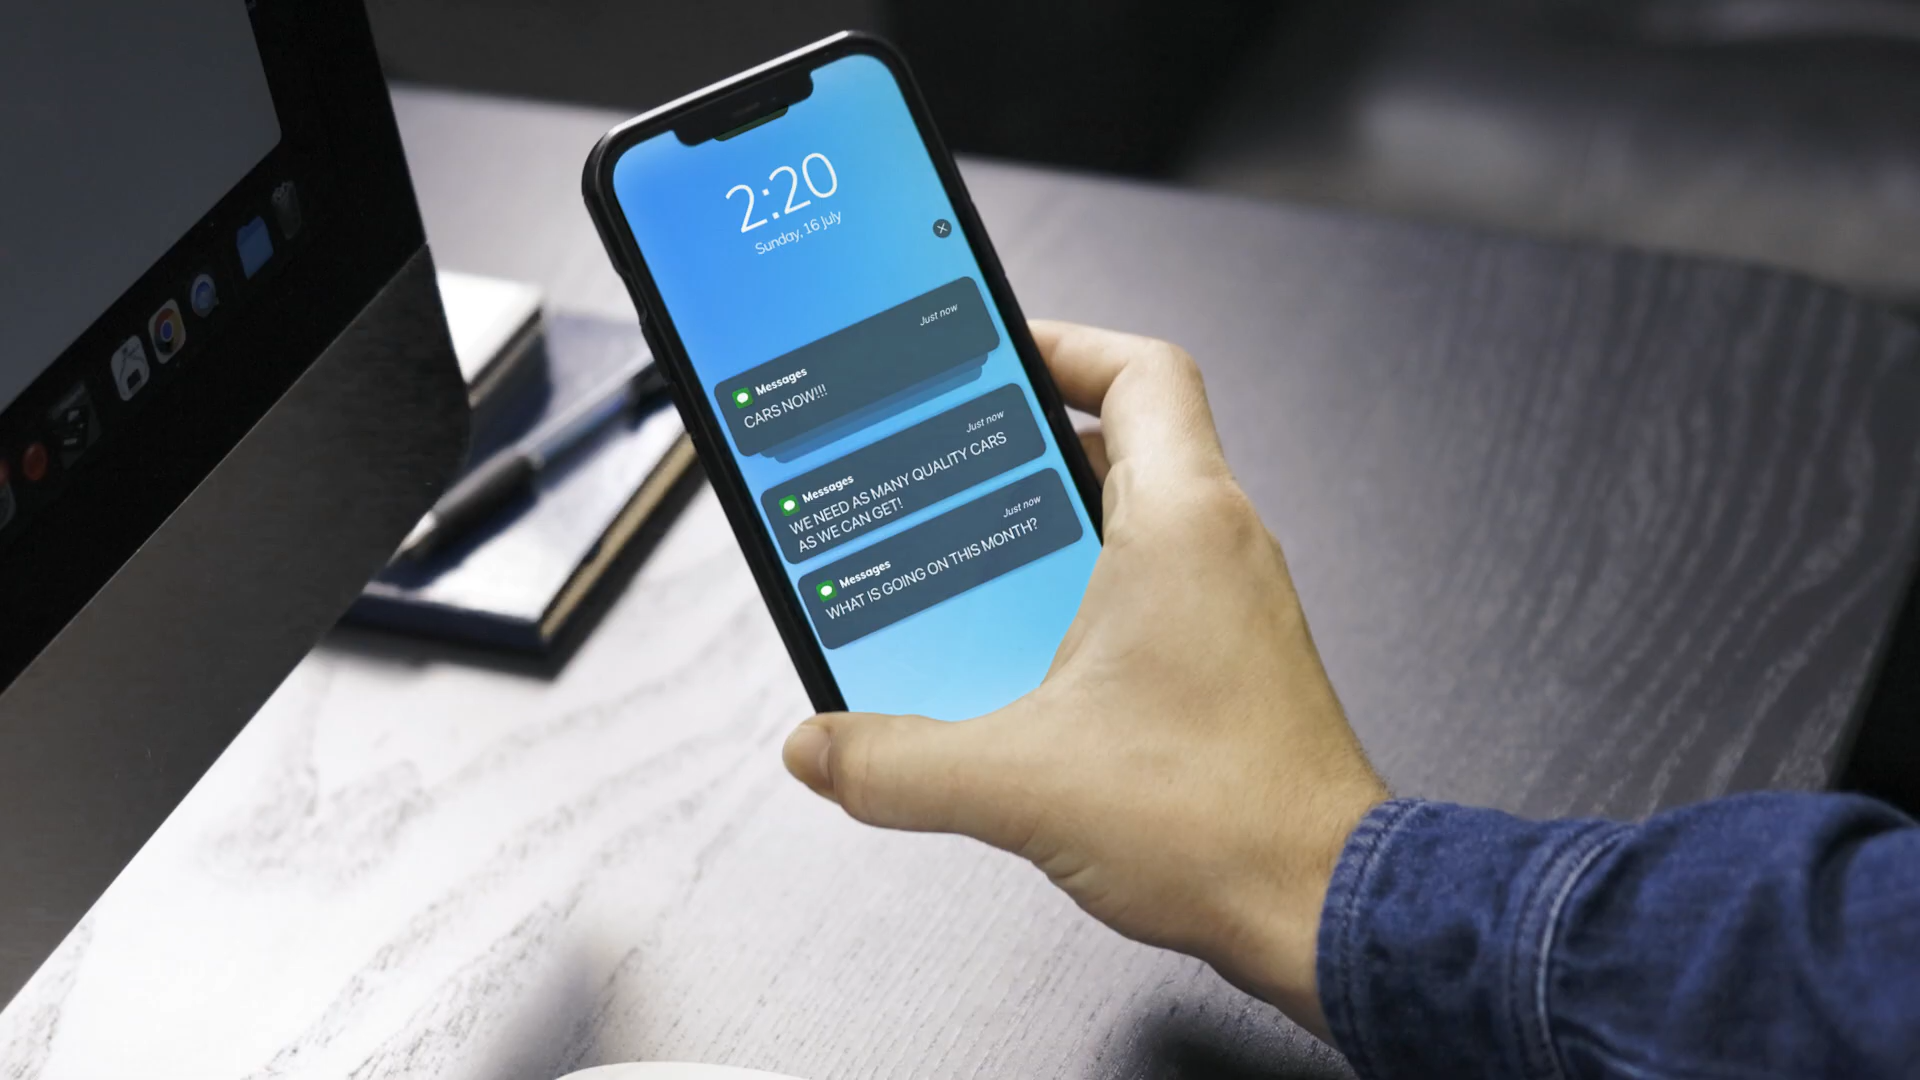 2:20
Sunday, 16 July
Just now
Messages
CARS NOW!!!
Just now
Messages
WE NEED AS MANY QUALITY CARS
AS WE CAN GET!
Just now
Messages
WHAT IS GOING ON THIS MONTH?